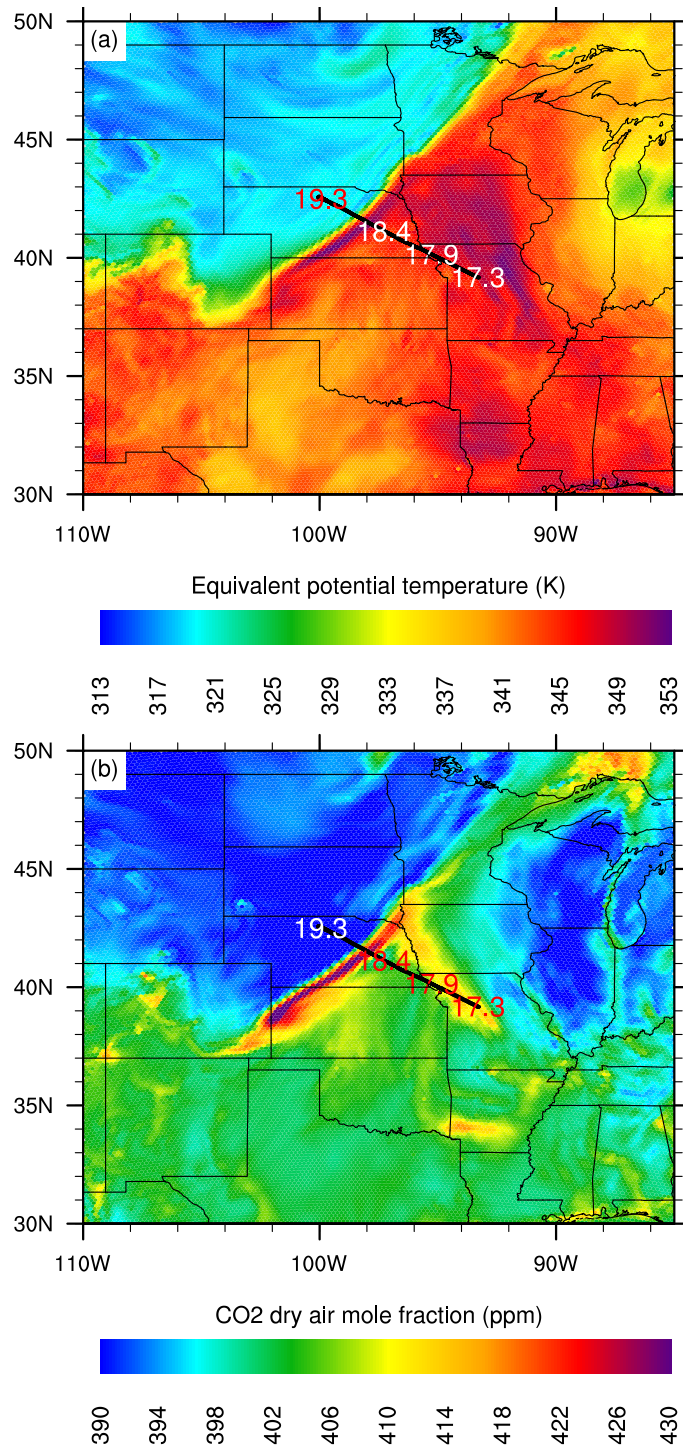 50N
(a)
45N
19.3
40N
18.4
17.9
17.3
35N
30N
110W 100W 90W
Equivalent potential temperature (K)
313 317 321 325 329 333 337 341 345 349 353
50N
(b)
45N
19.3
40N
18.4
17.9
17.3
35N
30N
110W 100W 90W
CO2 dry air mole fraction (ppm)
390 394 398 402 406 410 414 418 422 426 430